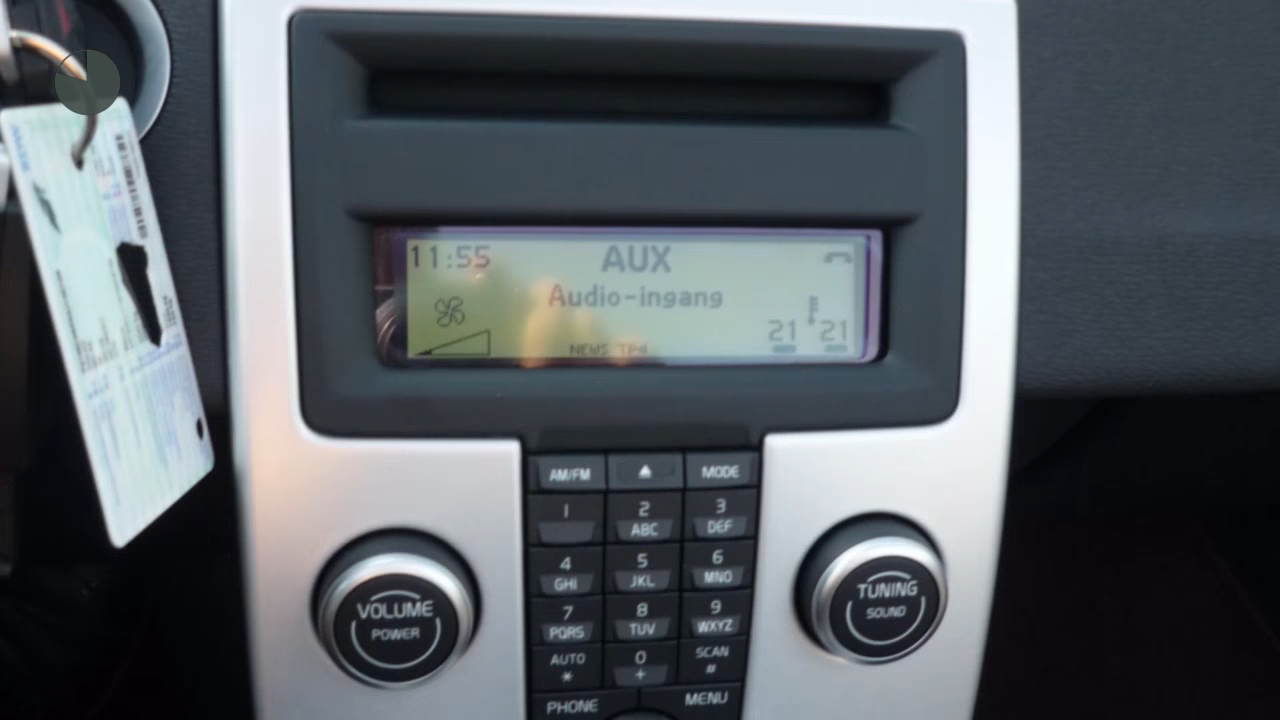 11:55
AUX
Audio-ingang
21 21
NEWS TP4
AM/FM
MODE
1
2
ABC
3
DEF
4
GHI
5
JKL
6
MNO
7
PQRS
8
TUV
9
WXYZ
AUTO
*
0
+
SCAN
#
PHONE
MENU
VOLUME
POWER
TUNING
SOUND